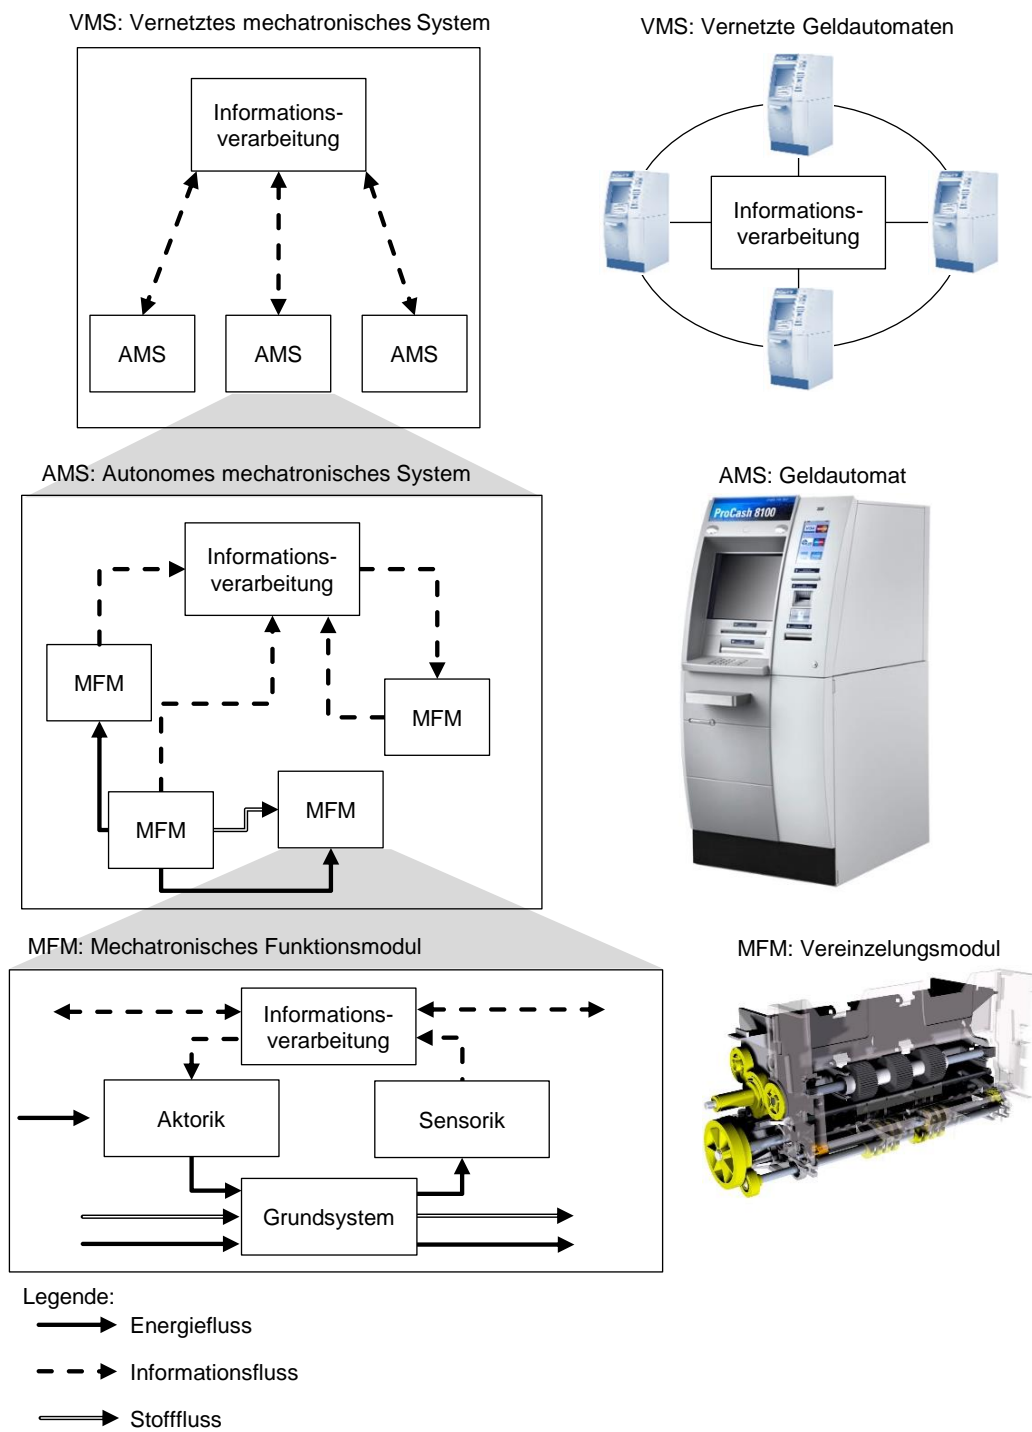 VMS: Vernetztes mechatronisches System
VMS: Vernetzte Geldautomaten
Informations-
verarbeitung
AMS
AMS
AMS
Informations-
verarbeitung
AMS: Autonomes mechatronisches System
AMS: Geldautomat
Informations-
verarbeitung
MFM
MFM
MFM
MFM
ProCash 8100
MFM: Mechatronisches Funktionsmodul
MFM: Vereinzelungsmodul
Informations-
verarbeitung
Aktorik
Sensorik
Grundsystem
Legende:
Energiefluss
Informationsfluss
Stofffluss